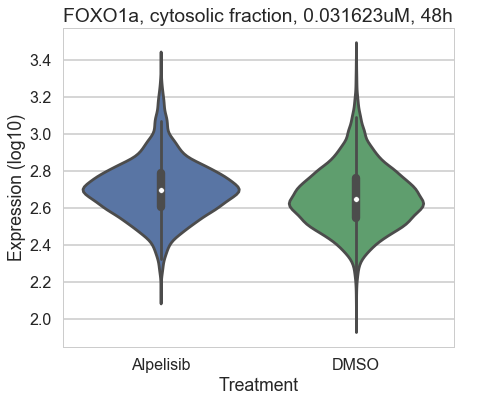 FOXO1a, cytosolic fraction, 0.031623uM, 48h
Expression (log10)
3.4
3.2
3.0
2.8
2.6
2.4
2.2
2.0
Alpelisib
DMSO
Treatment